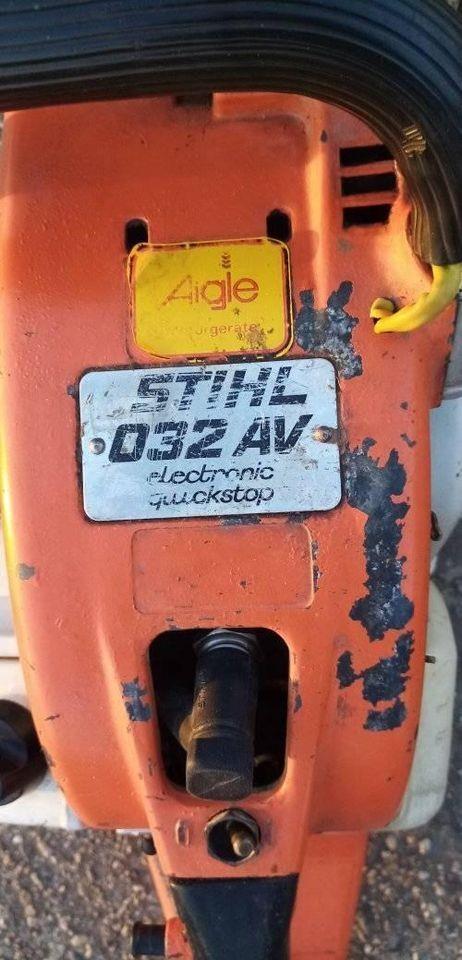 Aigle
STIHL
032 AV
electronic
quickstop